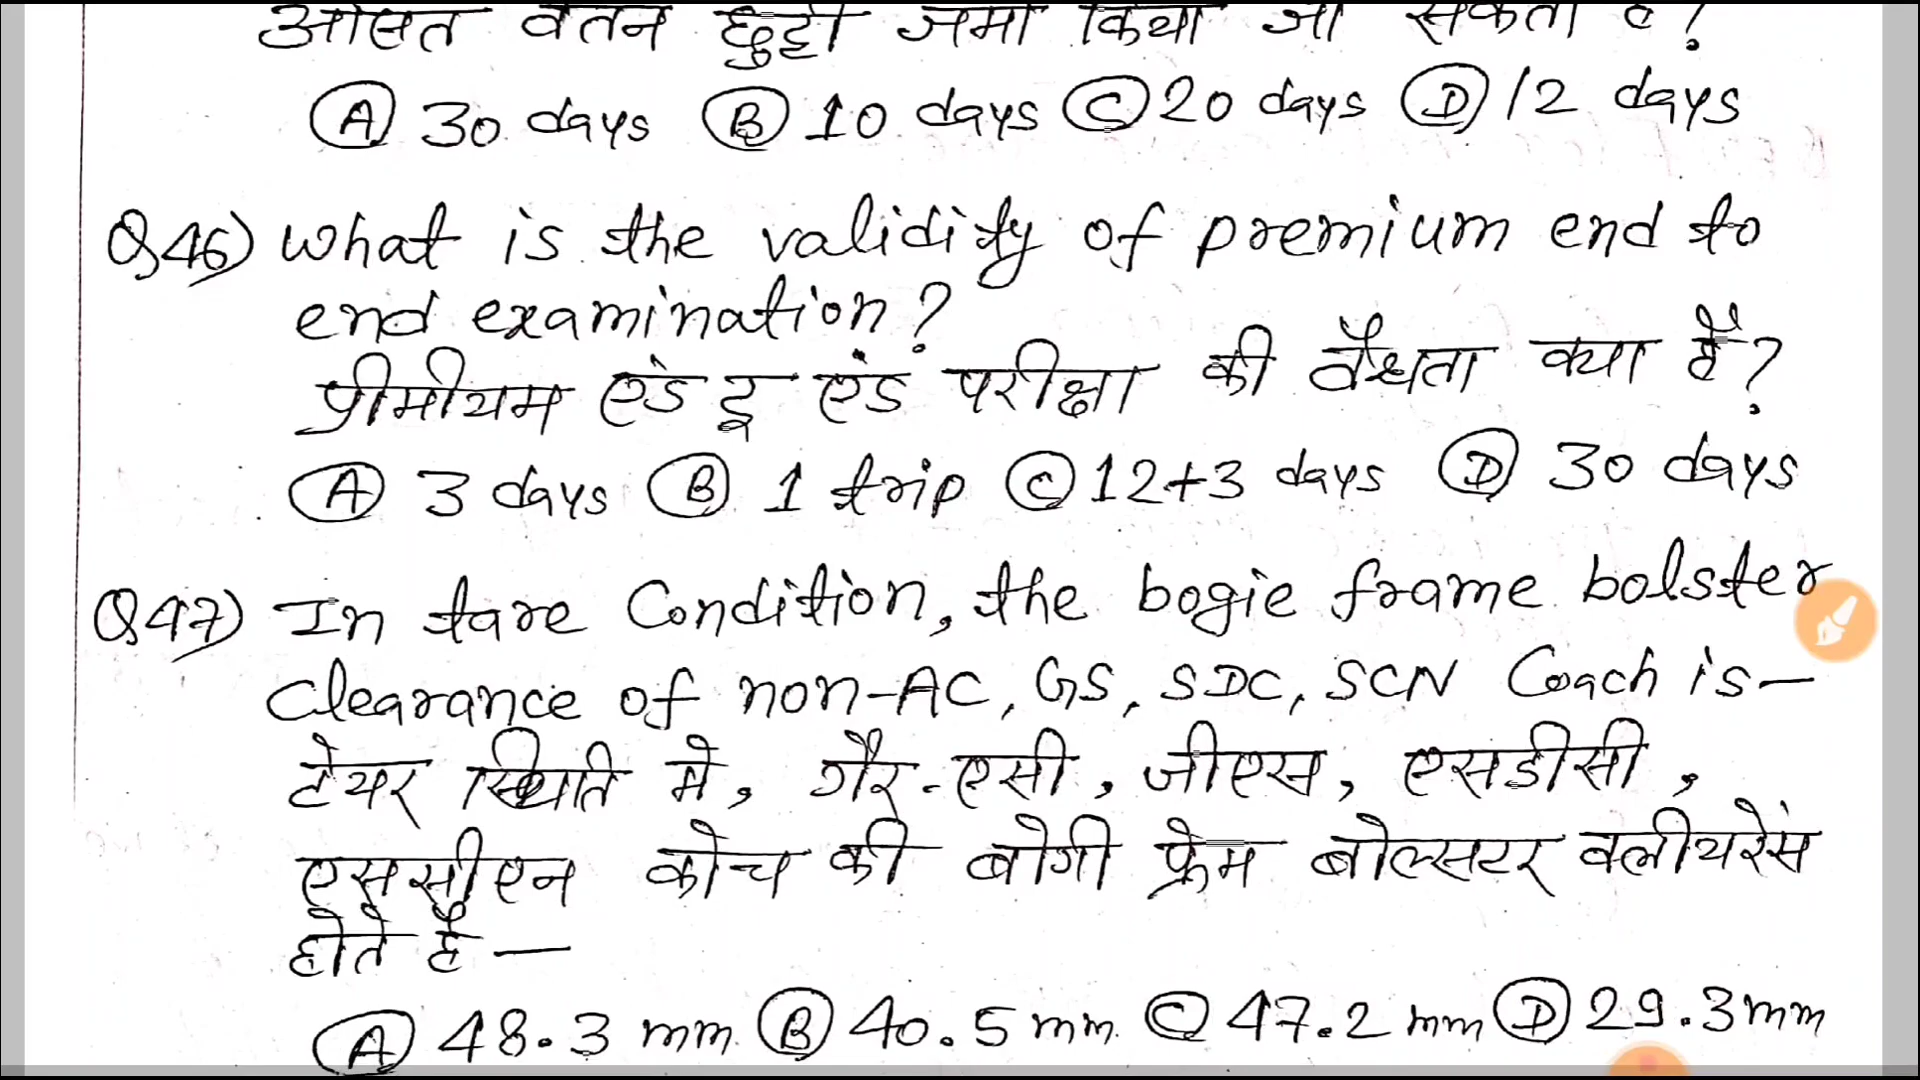 औसत वेतन छुट्टी जमा किया जा सकता है?
Ⓐ 30 days Ⓑ 10 days Ⓒ 20 days Ⓓ 12 days
Q46) What is the validity of premium end to
end examination?
प्रीमीयम एंड इ एंड परीक्षा की वैधता क्या है?
Ⓐ 3 days Ⓑ 1 trip Ⓒ 12+3 days Ⓓ 30 days
Q47) In tare Condition, the bogie frame bolster
Clearance of non-AC, GS, SDC, SCN Coach is—
टेयर स्थिति मे, गैर-एसी, जीएस, एसडीसी,
एससीएन कोच की बोगी फ्रेम बोल्सटर क्लीयरेंस
होते है —
Ⓐ 48.3 mm Ⓑ 40.5 mm Ⓒ 47.2 mm Ⓓ 29.3 mm